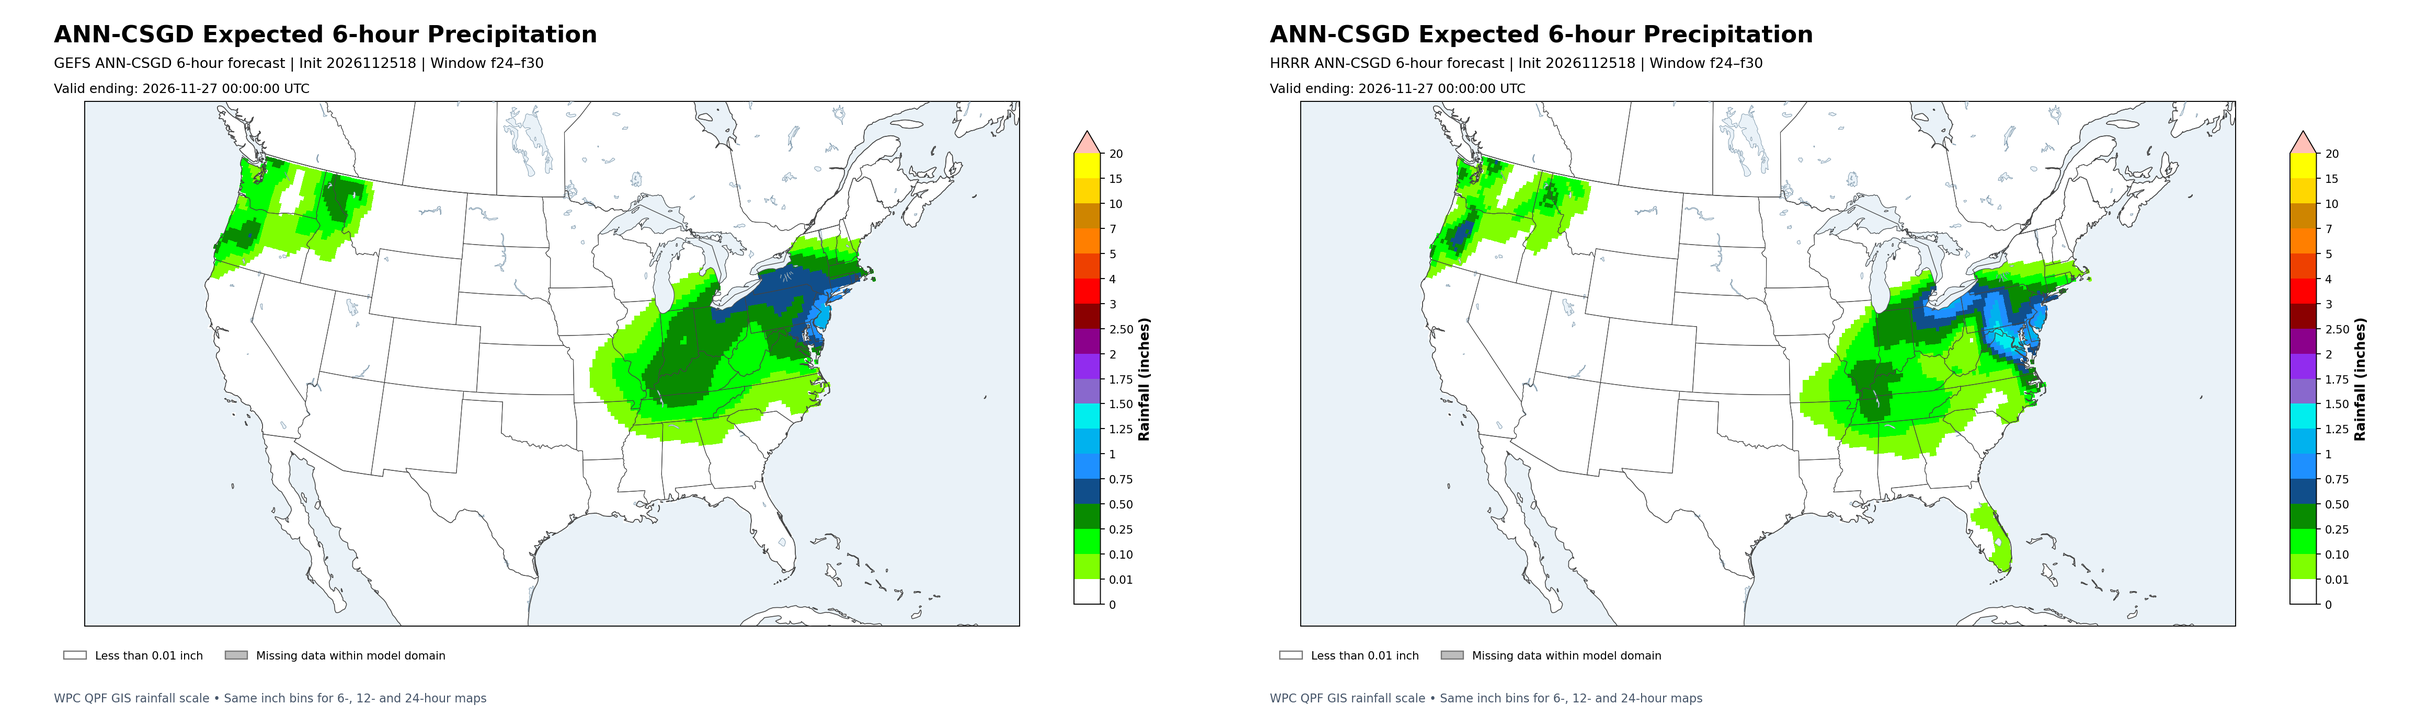 ANN-CSGD Expected 6-hour Precipitation
GEFS ANN-CSGD 6-hour forecast | Init 2026112518 | Window f24–f30
Valid ending: 2026-11-27 00:00:00 UTC
20
15
10
7
5
4
3
2.50
2
1.75
1.50
1.25
1
0.75
0.50
0.25
0.10
0.01
0
Rainfall (inches)
Less than 0.01 inch
Missing data within model domain
WPC QPF GIS rainfall scale • Same inch bins for 6-, 12- and 24-hour maps
ANN-CSGD Expected 6-hour Precipitation
HRRR ANN-CSGD 6-hour forecast | Init 2026112518 | Window f24–f30
Valid ending: 2026-11-27 00:00:00 UTC
20
15
10
7
5
4
3
2.50
2
1.75
1.50
1.25
1
0.75
0.50
0.25
0.10
0.01
0
Rainfall (inches)
Less than 0.01 inch
Missing data within model domain
WPC QPF GIS rainfall scale • Same inch bins for 6-, 12- and 24-hour maps